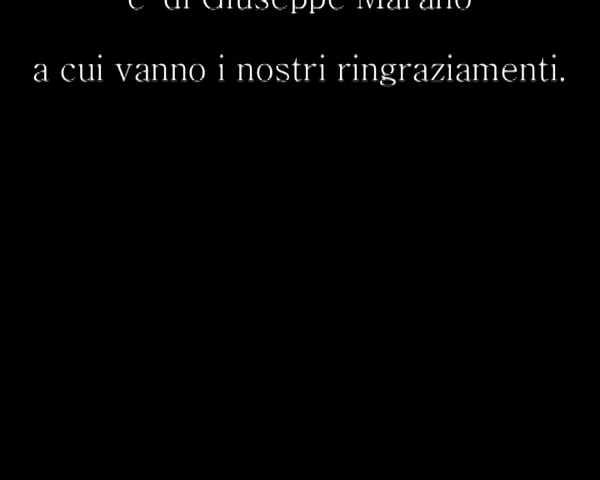 e' di Giuseppe Marano
a cui vanno i nostri ringraziamenti.